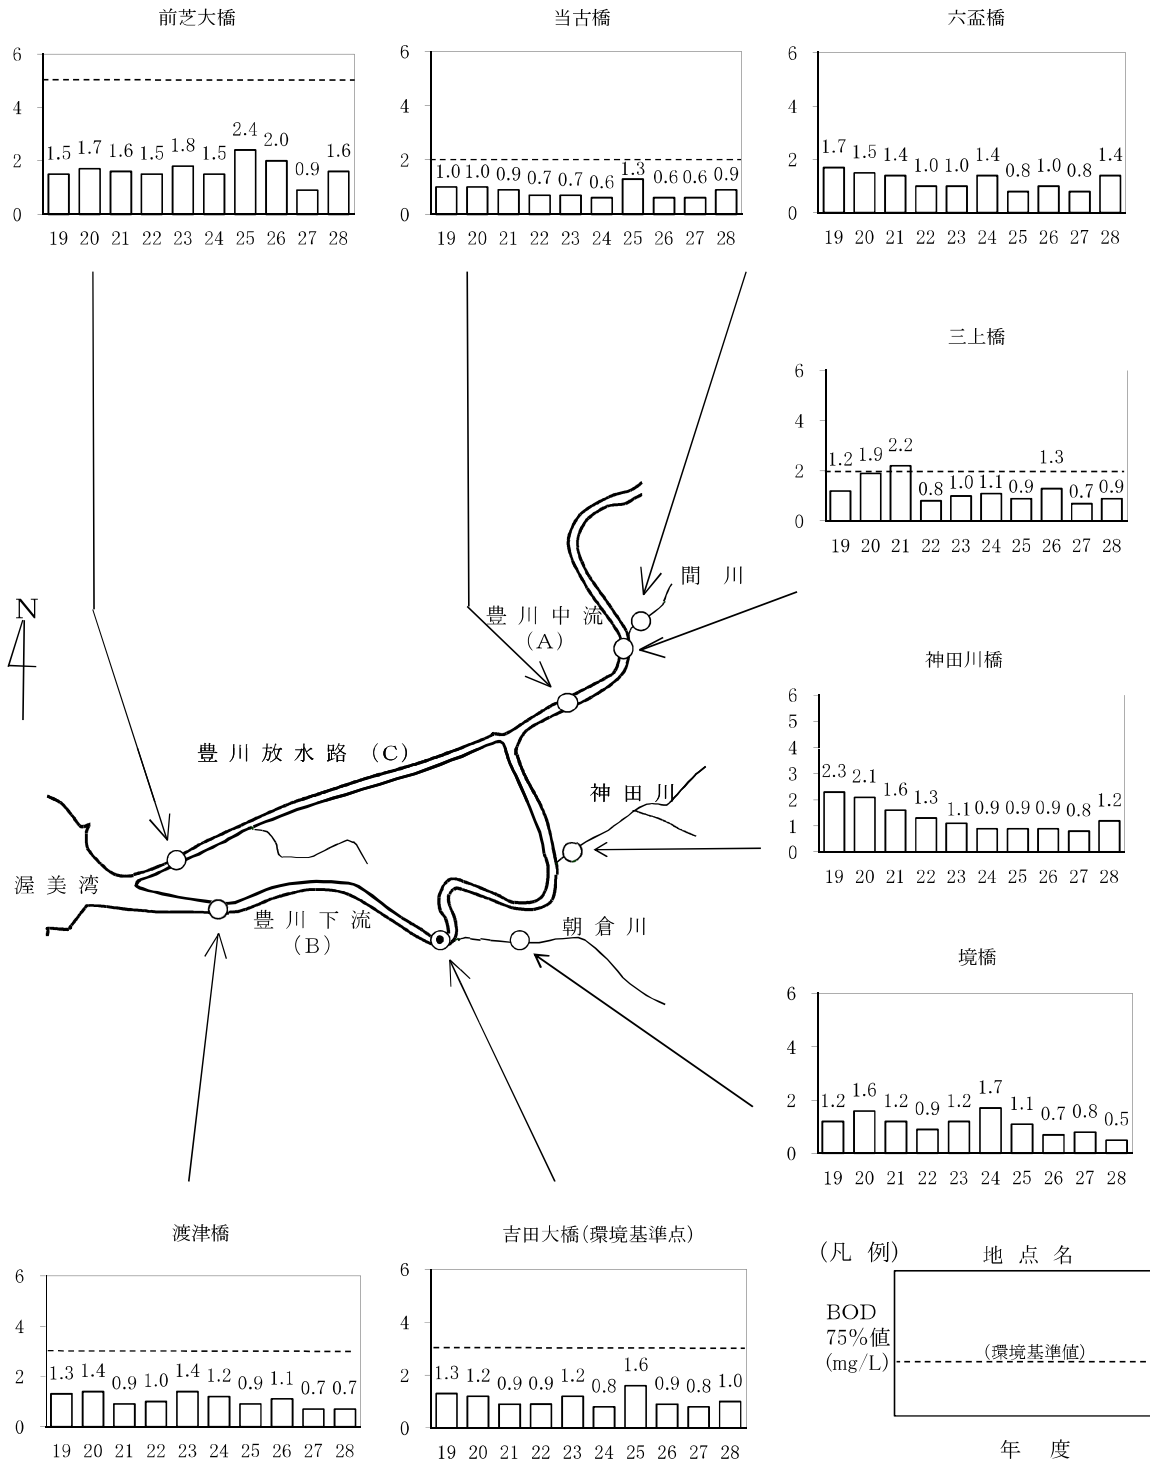 前芝大橋
6
4
2
0
1.5 1.7 1.6 1.5 1.8 1.5 2.4 2.0 0.9 1.6
19 20 21 22 23 24 25 26 27 28
当古橋
6
4
2
0
1.0 1.0 0.9 0.7 0.7 0.6 1.3 0.6 0.6 0.9
19 20 21 22 23 24 25 26 27 28
六盃橋
6
4
2
0
1.7 1.5 1.4 1.0 1.0 1.4 0.8 1.0 0.8 1.4
19 20 21 22 23 24 25 26 27 28
三上橋
6
4
2
0
1.2 1.9 2.2 0.8 1.0 1.1 0.9 1.3 0.7 0.9
19 20 21 22 23 24 25 26 27 28
間 川
N
豊 川 中 流
(A)
神田川橋
6
5
4
3
2
1
0
2.3 2.1 1.6 1.3 1.1 0.9 0.9 0.9 0.8 1.2
19 20 21 22 23 24 25 26 27 28
豊 川 放 水 路 (C)
神 田 川
渥 美 湾
豊 川 下 流
(B)
朝 倉 川
境橋
6
4
2
0
1.2 1.6 1.2 0.9 1.2 1.7 1.1 0.7 0.8 0.5
19 20 21 22 23 24 25 26 27 28
渡津橋
6
4
2
0
1.3 1.4 0.9 1.0 1.4 1.2 0.9 1.1 0.7 0.7
19 20 21 22 23 24 25 26 27 28
吉田大橋(環境基準点)
6
4
2
0
1.3 1.2 0.9 0.9 1.2 0.8 1.6 0.9 0.8 1.0
19 20 21 22 23 24 25 26 27 28
(凡 例)
地 点 名
BOD
75%値
(mg/L)
(環境基準値)
年 度